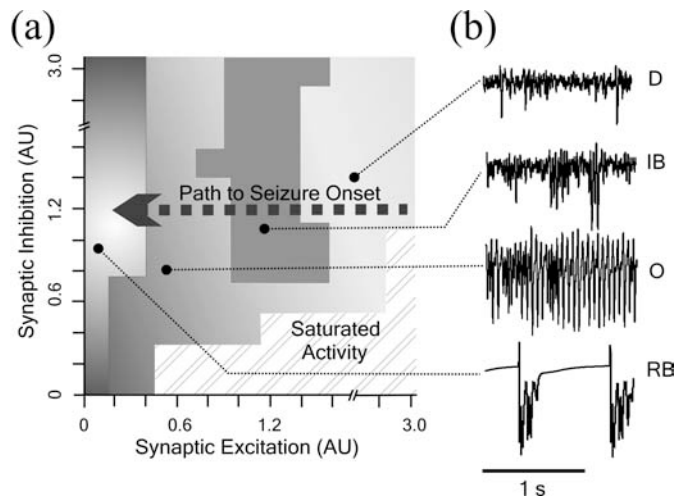 (a)
(b)
3.0
D
IB
Path to Seizure Onset
1.2
O
0.6
Saturated
Activity
RB
0
Synaptic Inhibition (AU)
0 0.6 1.2 3.0
Synaptic Excitation (AU)
1 s